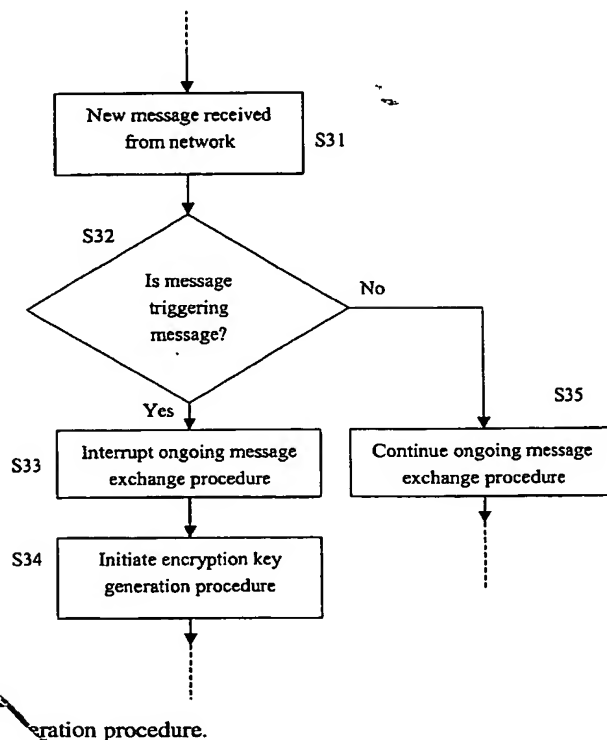 New message received
from network
S31
S32
Is message
triggering
message?
No
Yes
S35
S33
Interrupt ongoing message
exchange procedure
Continue ongoing message
exchange procedure
S34
Initiate encryption key
generation procedure
procedure.